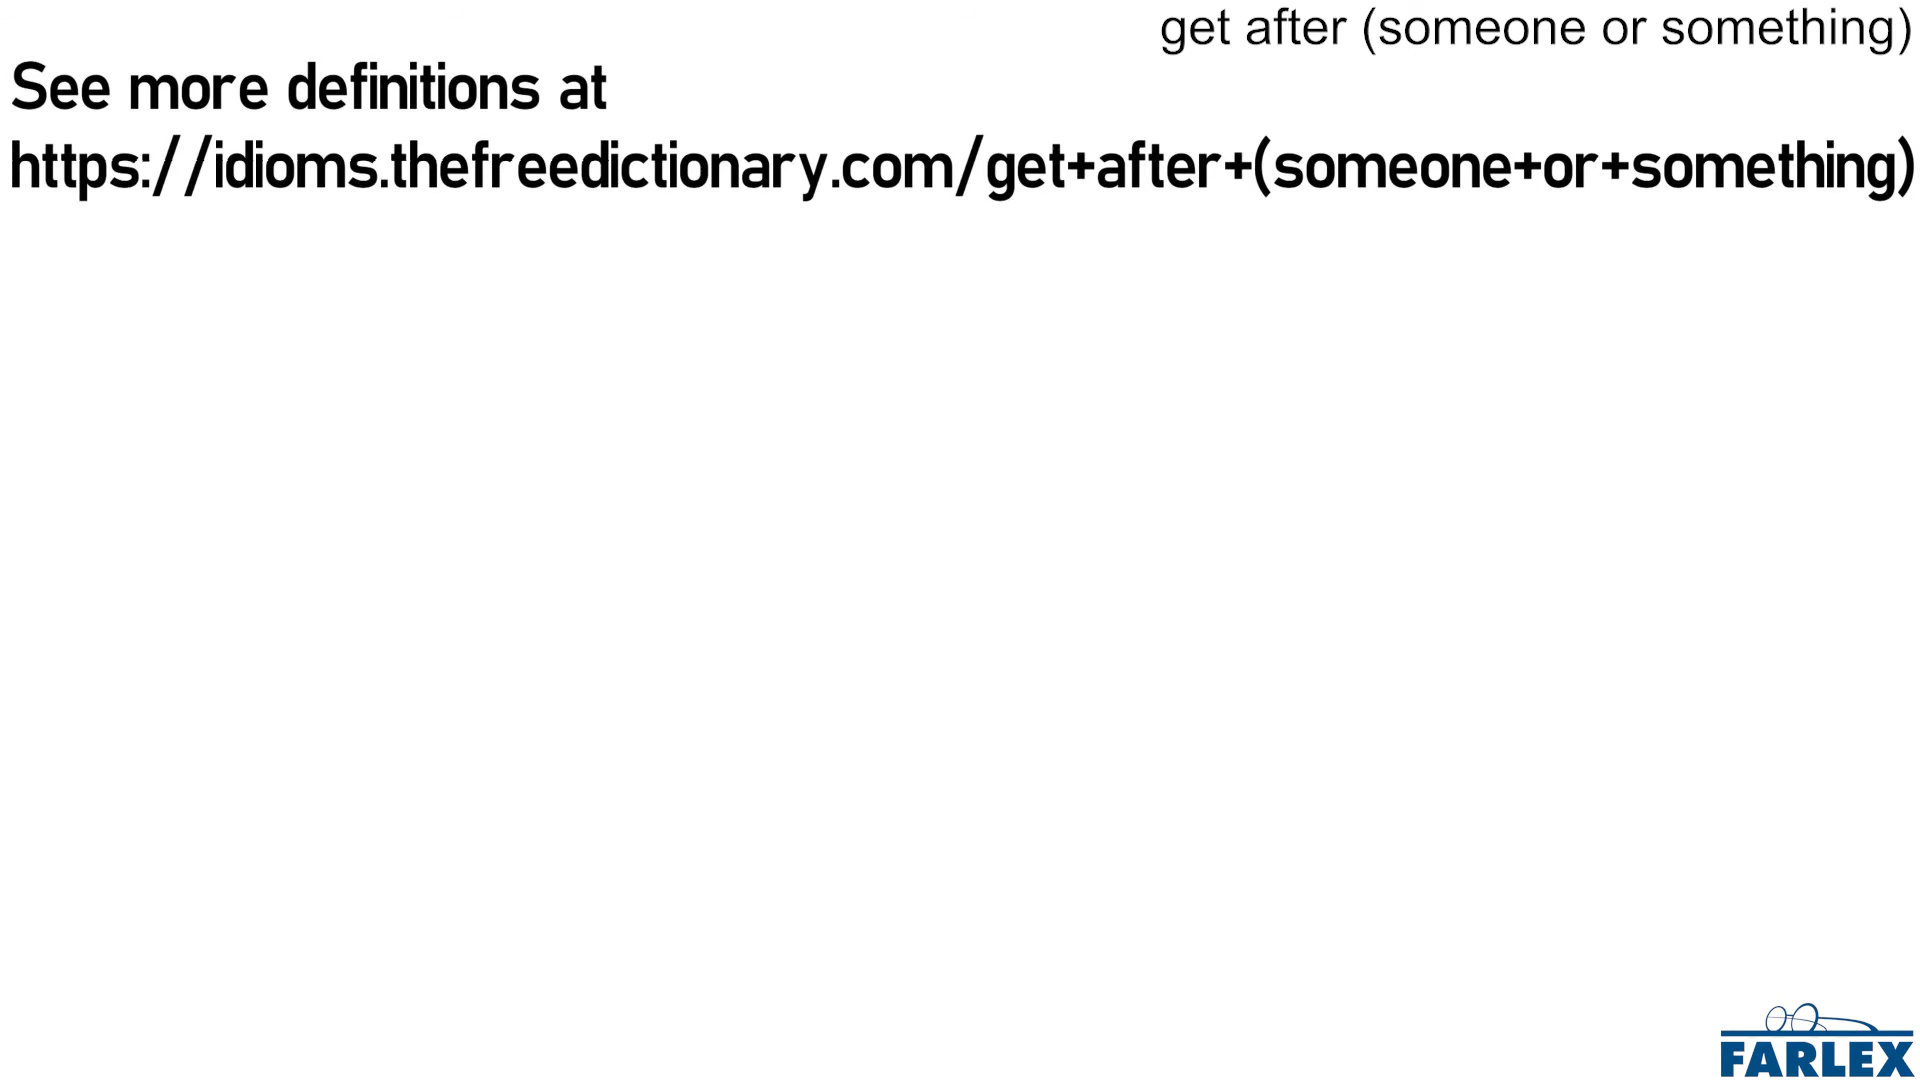 get after (someone or something)
See more definitions at
https://idioms.thefreedictionary.com/get+after+(someone+or+something)
FARLEX